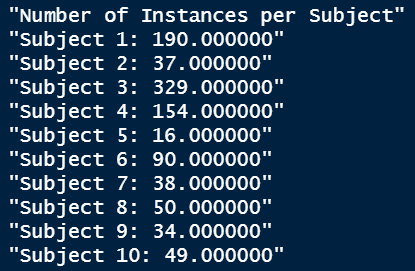 "Number of Instances per Subject"
"Subject 1: 190.000000"
"Subject 2: 37.000000"
"Subject 3: 329.000000"
"Subject 4: 154.000000"
"Subject 5: 16.000000"
"Subject 6: 90.000000"
"Subject 7: 38.000000"
"Subject 8: 50.000000"
"Subject 9: 34.000000"
"Subject 10: 49.000000"